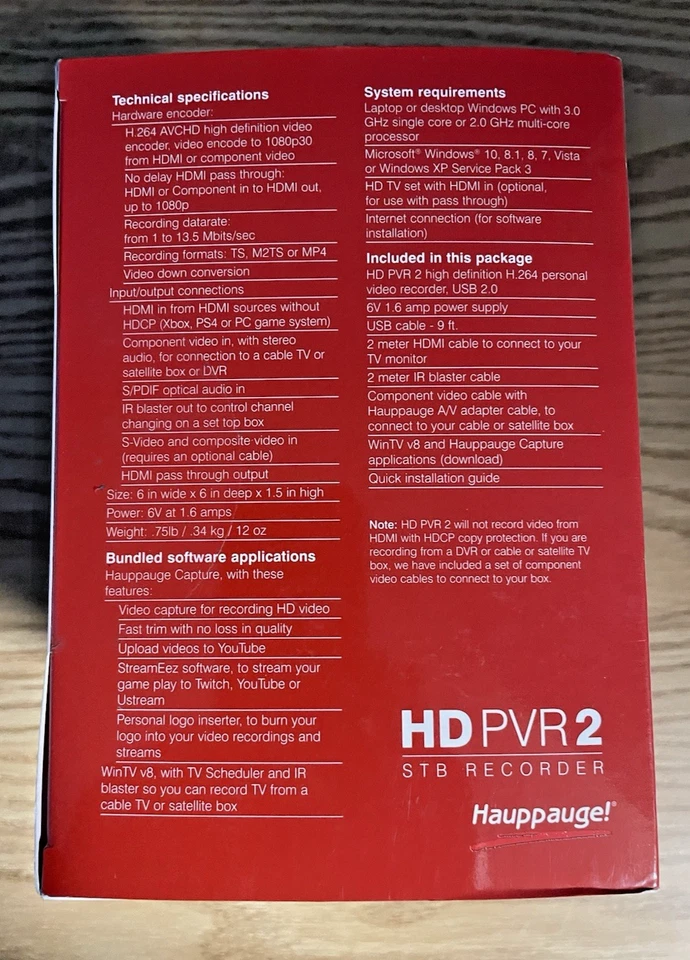 Technical specifications
Hardware encoder:
H.264 AVCHD high definition video
encoder, video encode to 1080p30
from HDMI or component video
No delay HDMI pass through:
HDMI or Component in to HDMI out,
up to 1080p
Recording datarate:
from 1 to 13.5 Mbits/sec
Recording formats: TS, M2TS or MP4
Video down conversion
Input/output connections
HDMI in from HDMI sources without
HDCP (Xbox, PS4 or PC game system)
Component video in, with stereo
audio, for connection to a cable TV or
satellite box or DVR
S/PDIF optical audio in
IR blaster out to control channel
changing on a set top box
S-Video and composite video in
(requires an optional cable)
HDMI pass through output
Size: 6 in wide x 6 in deep x 1.5 in high
Power: 6V at 1.6 amps
Weight: .75lb / .34 kg / 12 oz
Bundled software applications
Hauppauge Capture, with these
features:
Video capture for recording HD video
Fast trim with no loss in quality
Upload videos to YouTube
StreamEez software, to stream your
game play to Twitch, YouTube or
Ustream
Personal logo inserter, to burn your
logo into your video recordings and
streams
WinTV v8, with TV Scheduler and IR
blaster so you can record TV from a
cable TV or satellite box
System requirements
Laptop or desktop Windows PC with 3.0
GHz single core or 2.0 GHz multi-core
processor
Microsoft® Windows® 10, 8.1, 8, 7, Vista
or Windows XP Service Pack 3
HD TV set with HDMI in (optional,
for use with pass through)
Internet connection (for software
installation)
Included in this package
HD PVR 2 high definition H.264 personal
video recorder, USB 2.0
6V 1.6 amp power supply
USB cable - 9 ft.
2 meter HDMI cable to connect to your
TV monitor
2 meter IR blaster cable
Component video cable with
Hauppauge A/V adapter cable, to
connect to your cable or satellite box
WinTV v8 and Hauppauge Capture
applications (download)
Quick installation guide
Note: HD PVR 2 will not record video from
HDMI with HDCP copy protection. If you are
recording from a DVR or cable or satellite TV
box, we have included a set of component
video cables to connect to your box.
HD PVR 2
STB RECORDER
Hauppauge!®